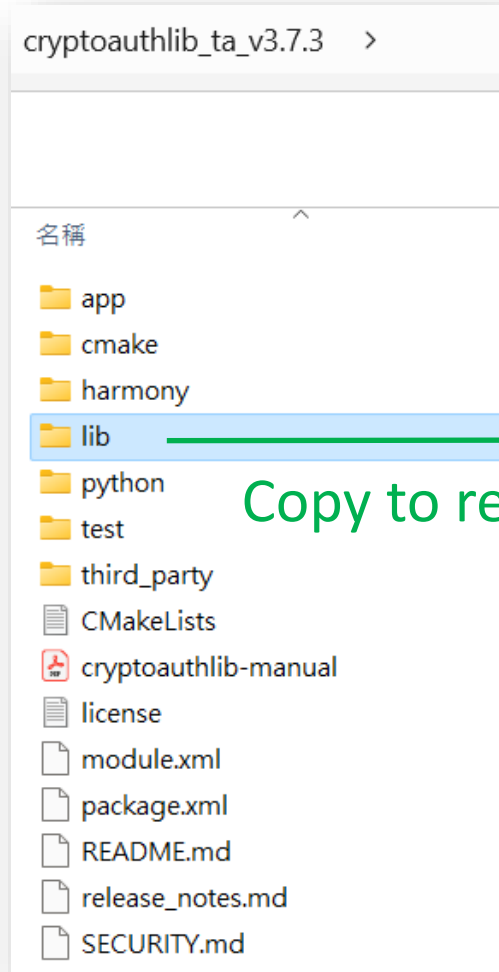 cryptoauthlib_ta_v3.7.3 >
名稱
app
cmake
harmony
lib
python
Copy to re
test
third_party
CMakeLists
cryptoauthlib-manual
license
module.xml
package.xml
README.md
release_notes.md
SECURITY.md